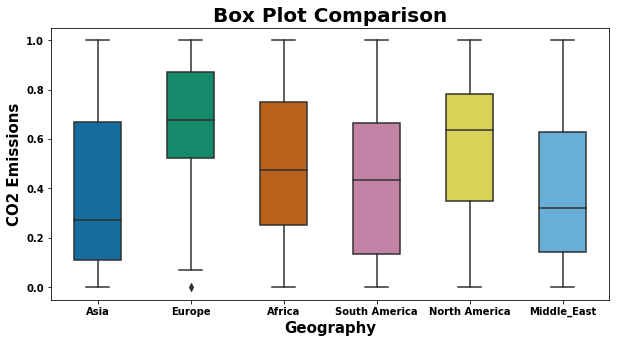 Box Plot Comparison
CO2 Emissions
1.0
0.8
0.6
0.4
0.2
0.0
Asia Europe Africa South America North America Middle_East
Geography